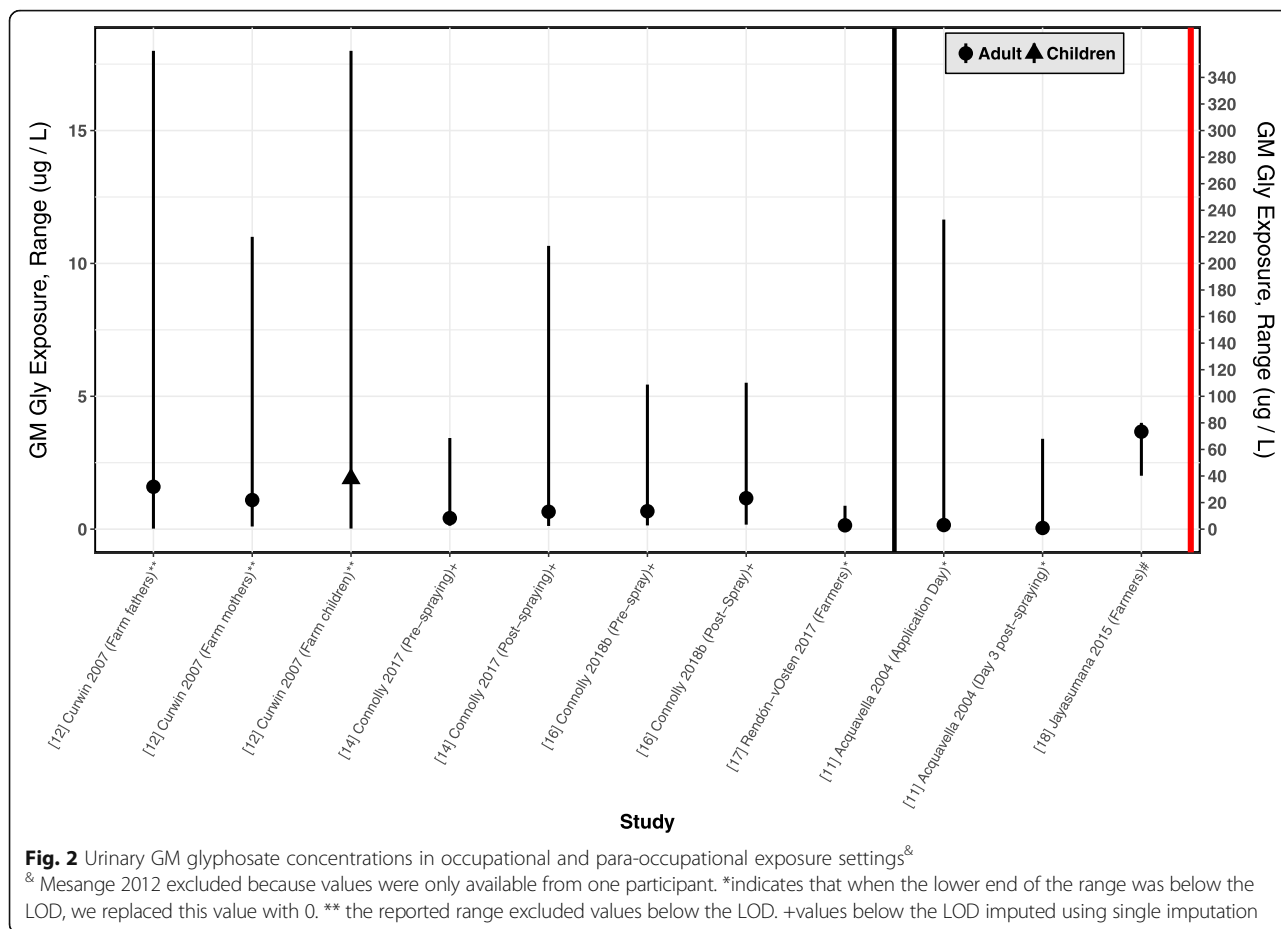 Adult Children
GM Gly Exposure, Range (ug / L)
15
10
5
0
340
320
300
280
260
240
220
200
180
160
140
120
100
80
60
40
20
0
GM Gly Exposure, Range (ug / L)
[12] Curwin 2007 (Farm fathers)**
[12] Curwin 2007 (Farm mothers)**
[12] Curwin 2007 (Farm children)**
[14] Connolly 2017 (Pre−spraying)+
[14] Connolly 2017 (Post−spraying)+
[16] Connolly 2018b (Pre−spray)+
[16] Connolly 2018b (Post−Spray)+
[17] Rendón−vOsten 2017 (Farmers)*
[11] Acquavella 2004 (Application Day)*
[11] Acquavella 2004 (Day 3 post−spraying)*
[18] Jayasumana 2015 (Farmers)#
Study
Fig. 2 Urinary GM glyphosate concentrations in occupational and para-occupational exposure settings&
& Mesange 2012 excluded because values were only available from one participant. *indicates that when the lower end of the range was below the
LOD, we replaced this value with 0. ** the reported range excluded values below the LOD. +values below the LOD imputed using single imputation